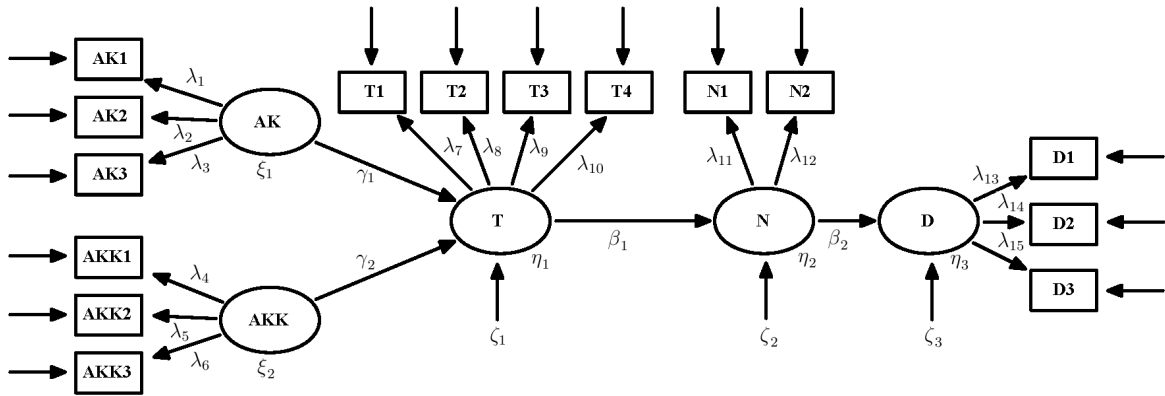 AK1
AK2
AK3
λ₁
λ₂
λ₃
AK
ξ₁
T1
T2
T3
T4
λ₇
λ₈
λ₉
λ₁₀
N1
N2
λ₁₁
λ₁₂
γ₁
γ₂
T
η₁
ζ₁
β₁
N
η₂
ζ₂
β₂
D
η₃
ζ₃
λ₁₃
λ₁₄
λ₁₅
D1
D2
D3
AKK1
AKK2
AKK3
λ₄
λ₅
λ₆
AKK
ξ₂